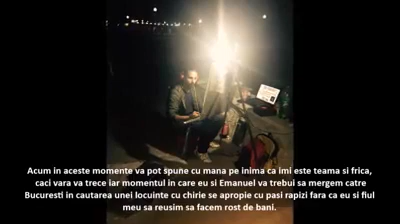 Acum in aceste momente va pot spune cu mana pe inima ca imi este teama si frica,
caci vara va trece iar momentul in care eu si Emanuel va trebui sa mergem catre
Bucuresti in cautarea unei locuinte cu chirie se apropie cu pasi rapizi fara ca eu si fiul
meu sa reusim sa facem rost de bani.